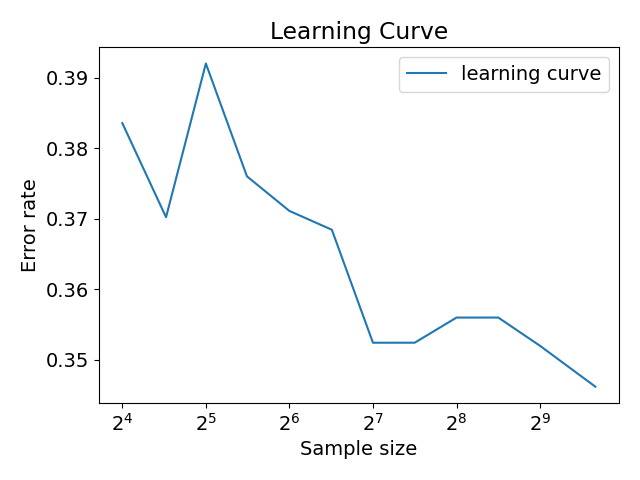 Learning Curve
learning curve
Error rate
0.39
0.38
0.37
0.36
0.35
2⁴ 2⁵ 2⁶ 2⁷ 2⁸ 2⁹
Sample size